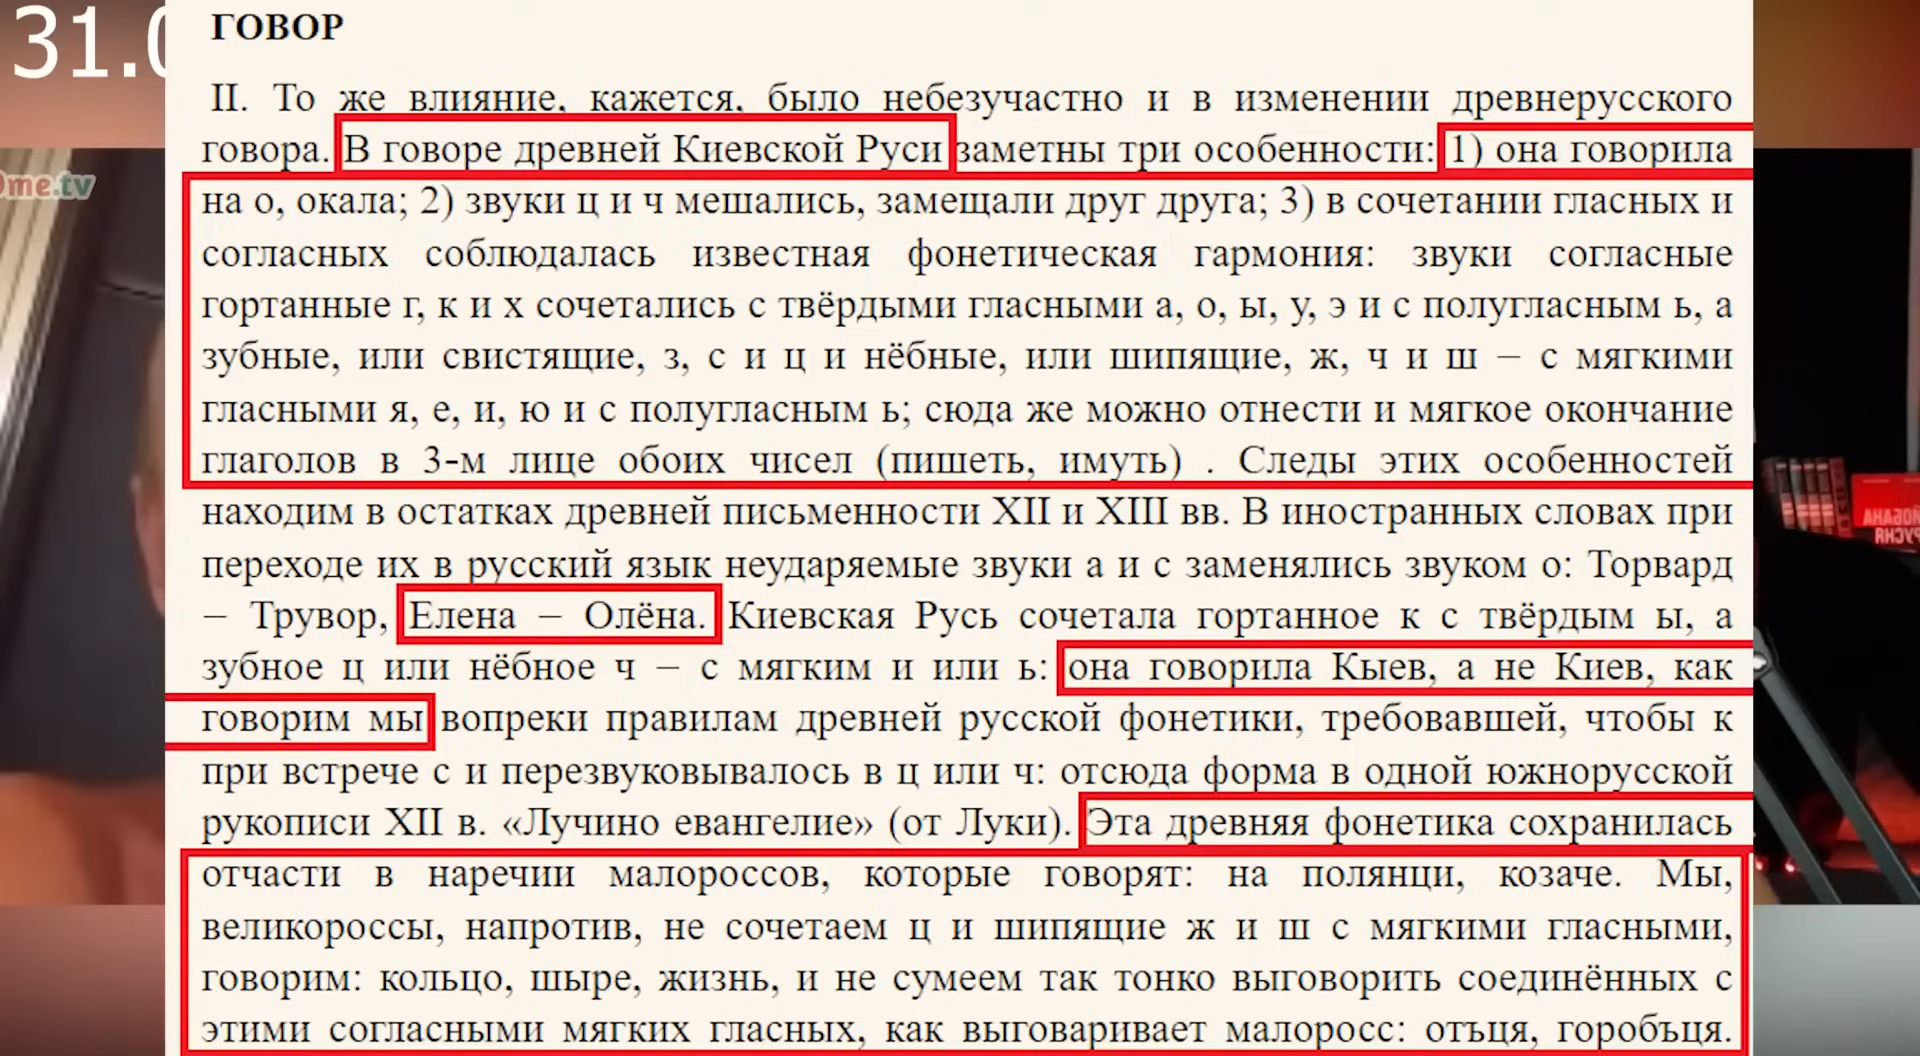 31.0
ГОВОР
II. То же влияние, кажется, было небезучастно и в изменении древнерусского
говора. В говоре древней Киевской Руси заметны три особенности: 1) она говорила
на о, окала; 2) звуки ц и ч мешались, замещали друг друга; 3) в сочетании гласных и
согласных соблюдалась известная фонетическая гармония: звуки согласные
гортанные г, к и х сочетались с твёрдыми гласными а, о, ы, у, э и с полугласным ь, а
зубные, или свистящие, з, с и ц и нёбные, или шипящие, ж, ч и ш – с мягкими
гласными я, е, и, ю и с полугласным ь; сюда же можно отнести и мягкое окончание
глаголов в 3-м лице обоих чисел (пишеть, имуть) . Следы этих особенностей
находим в остатках древней письменности XII и XIII вв. В иностранных словах при
переходе их в русский язык неударяемые звуки а и с заменялись звуком о: Торвард
– Трувор, Елена – Олёна. Киевская Русь сочетала гортанное к с твёрдым ы, а
зубное ц или нёбное ч – с мягким и или ь: она говорила Кыев, а не Киев, как
говорим мы вопреки правилам древней русской фонетики, требовавшей, чтобы к
при встрече с и перезвуковывалось в ц или ч: отсюда форма в одной южнорусской
рукописи XII в. «Лучино евангелие» (от Луки). Эта древняя фонетика сохранилась
отчасти в наречии малороссов, которые говорят: на полянци, козаче. Мы,
великороссы, напротив, не сочетаем ц и шипящие ж и ш с мягкими гласными,
говорим: кольцо, шыре, жизнь, и не сумеем так тонко выговорить соединённых с
этими согласными мягких гласных, как выговаривает малоросс: отъця, горобъця.
Ome.tv